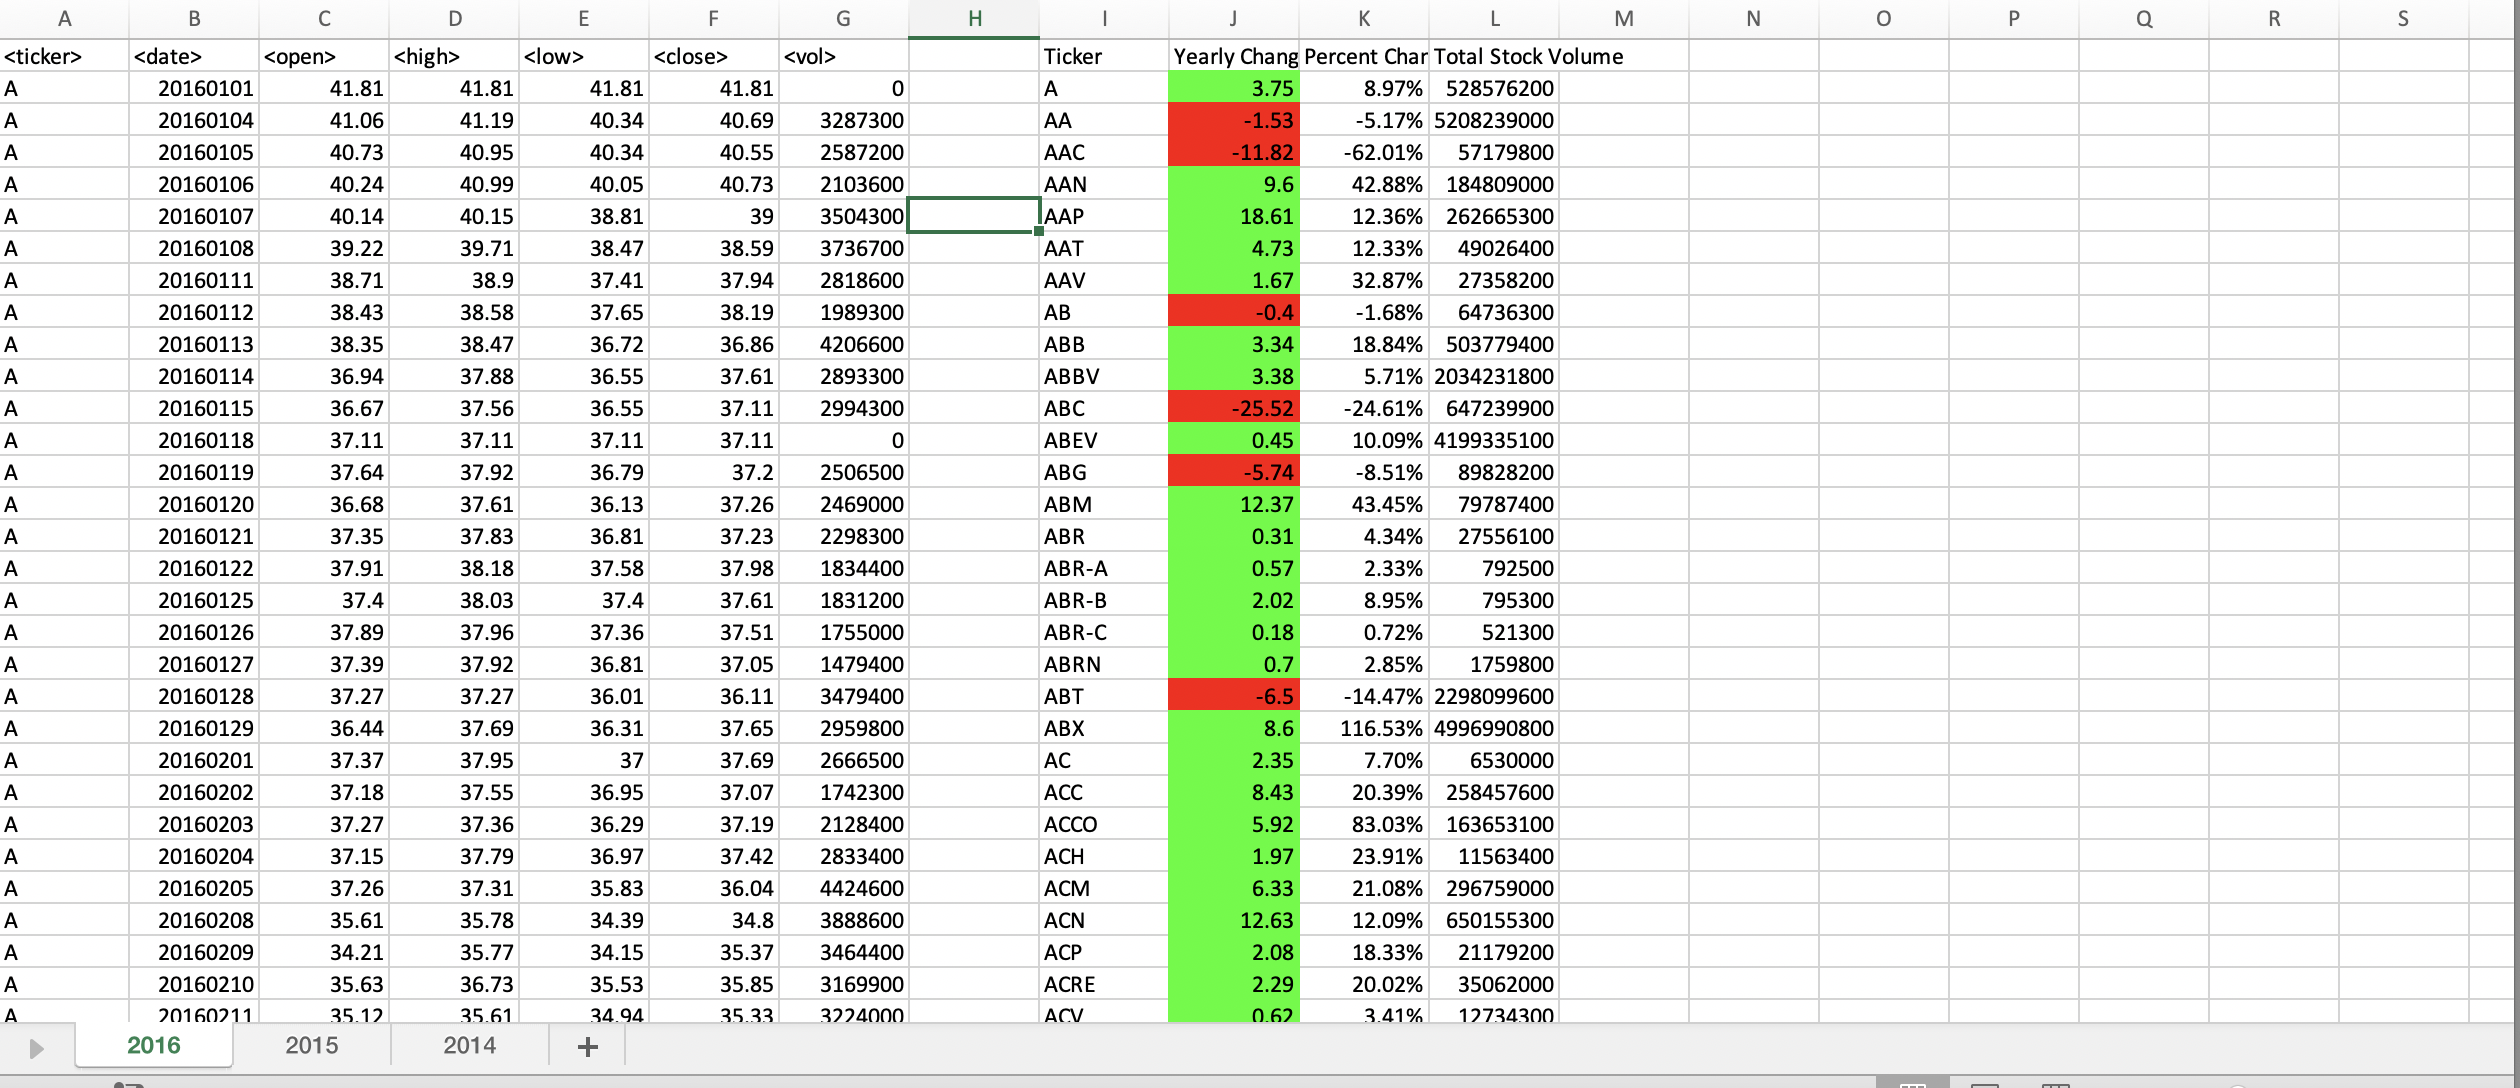 A B C D E F G H I J K L M N O P Q R S
<ticker> <date> <open> <high> <low> <close> <vol> Ticker Yearly Chang Percent Char Total Stock Volume
A 20160101 41.81 41.81 41.81 41.81 0 A 3.75 8.97% 528576200
A 20160104 41.06 41.19 40.34 40.69 3287300 AA -1.53 -5.17% 5208239000
A 20160105 40.73 40.95 40.34 40.55 2587200 AAC -11.82 -62.01% 57179800
A 20160106 40.24 40.99 40.05 40.73 2103600 AAN 9.6 42.88% 184809000
A 20160107 40.14 40.15 38.81 39 3504300 AAP 18.61 12.36% 262665300
A 20160108 39.22 39.71 38.47 38.59 3736700 AAT 4.73 12.33% 49026400
A 20160111 38.71 38.9 37.41 37.94 2818600 AAV 1.67 32.87% 27358200
A 20160112 38.43 38.58 37.65 38.19 1989300 AB -0.4 -1.68% 64736300
A 20160113 38.35 38.47 36.72 36.86 4206600 ABB 3.34 18.84% 503779400
A 20160114 36.94 37.88 36.55 37.61 2893300 ABBV 3.38 5.71% 2034231800
A 20160115 36.67 37.56 36.55 37.11 2994300 ABC -25.52 -24.61% 647239900
A 20160118 37.11 37.11 37.11 37.11 0 ABEV 0.45 10.09% 4199335100
A 20160119 37.64 37.92 36.79 37.2 2506500 ABG -5.74 -8.51% 89828200
A 20160120 36.68 37.61 36.13 37.26 2469000 ABM 12.37 43.45% 79787400
A 20160121 37.35 37.83 36.81 37.23 2298300 ABR 0.31 4.34% 27556100
A 20160122 37.91 38.18 37.58 37.98 1834400 ABR-A 0.57 2.33% 792500
A 20160125 37.4 38.03 37.4 37.61 1831200 ABR-B 2.02 8.95% 795300
A 20160126 37.89 37.96 37.36 37.51 1755000 ABR-C 0.18 0.72% 521300
A 20160127 37.39 37.92 36.81 37.05 1479400 ABRN 0.7 2.85% 1759800
A 20160128 37.27 37.27 36.01 36.11 3479400 ABT -6.5 -14.47% 2298099600
A 20160129 36.44 37.69 36.31 37.65 2959800 ABX 8.6 116.53% 4996990800
A 20160201 37.37 37.95 37 37.69 2666500 AC 2.35 7.70% 6530000
A 20160202 37.18 37.55 36.95 37.07 1742300 ACC 8.43 20.39% 258457600
A 20160203 37.27 37.36 36.29 37.19 2128400 ACCO 5.92 83.03% 163653100
A 20160204 37.15 37.79 36.97 37.42 2833400 ACH 1.97 23.91% 11563400
A 20160205 37.26 37.31 35.83 36.04 4424600 ACM 6.33 21.08% 296759000
A 20160208 35.61 35.78 34.39 34.8 3888600 ACN 12.63 12.09% 650155300
A 20160209 34.21 35.77 34.15 35.37 3464400 ACP 2.08 18.33% 21179200
A 20160210 35.63 36.73 35.53 35.85 3169900 ACRE 2.29 20.02% 35062000
A 20160211 35.12 35.61 34.94 35.33 3224000 ACV 0.62 3.41% 12734300
2016 2015 2014 +